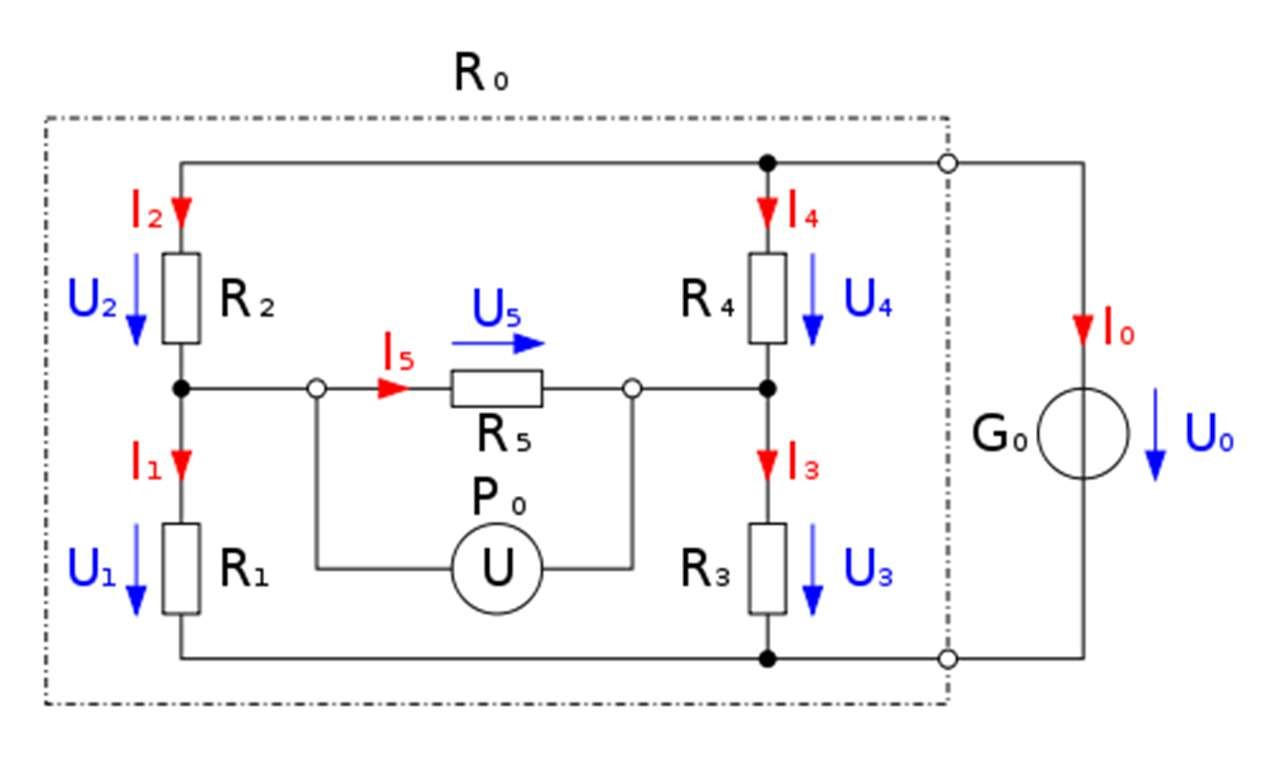 R₀
I₂
I₄
U₂
R₂
U₅
R₄
U₄
I₅
I₀
R₅
G₀
U₀
I₁
I₃
P₀
U₁
R₁
U
R₃
U₃